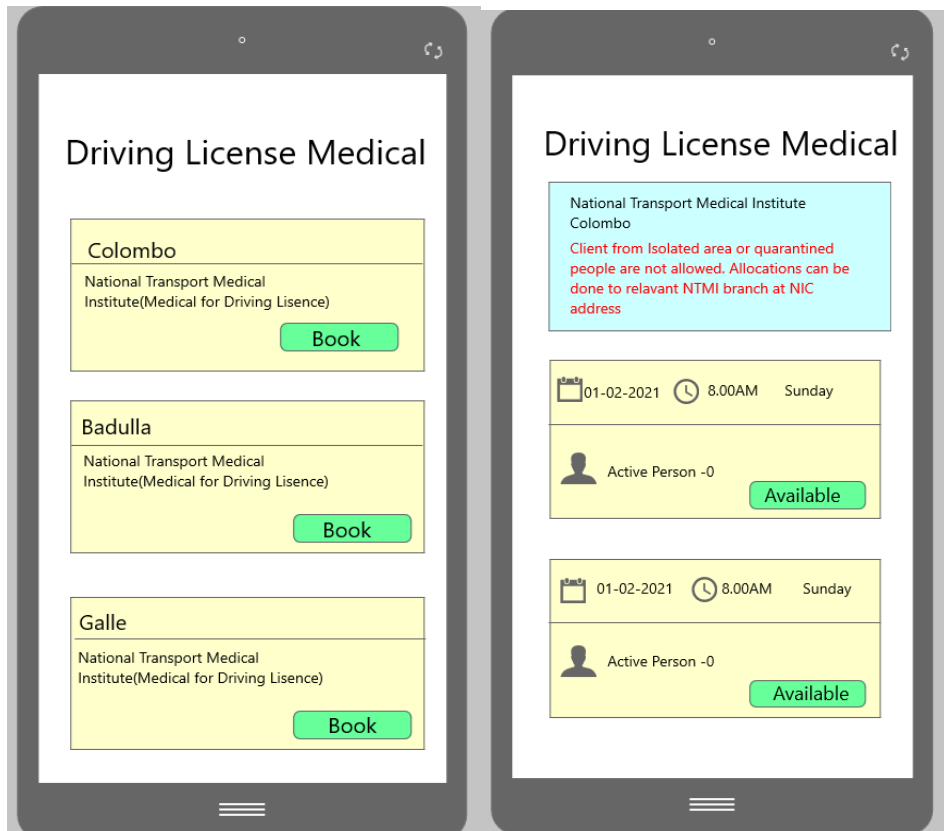 Driving License Medical
Colombo
National Transport Medical
Institute(Medical for Driving Lisence)
Book
Badulla
National Transport Medical
Institute(Medical for Driving Lisence)
Book
Galle
National Transport Medical
Institute(Medical for Driving Lisence)
Book
Driving License Medical
National Transport Medical Institute
Colombo
Client from Isolated area or quarantined
people are not allowed. Allocations can be
done to relavant NTMI branch at NIC
address
01-02-2021 8.00AM Sunday
Active Person -0
Available
01-02-2021 8.00AM Sunday
Active Person -0
Available